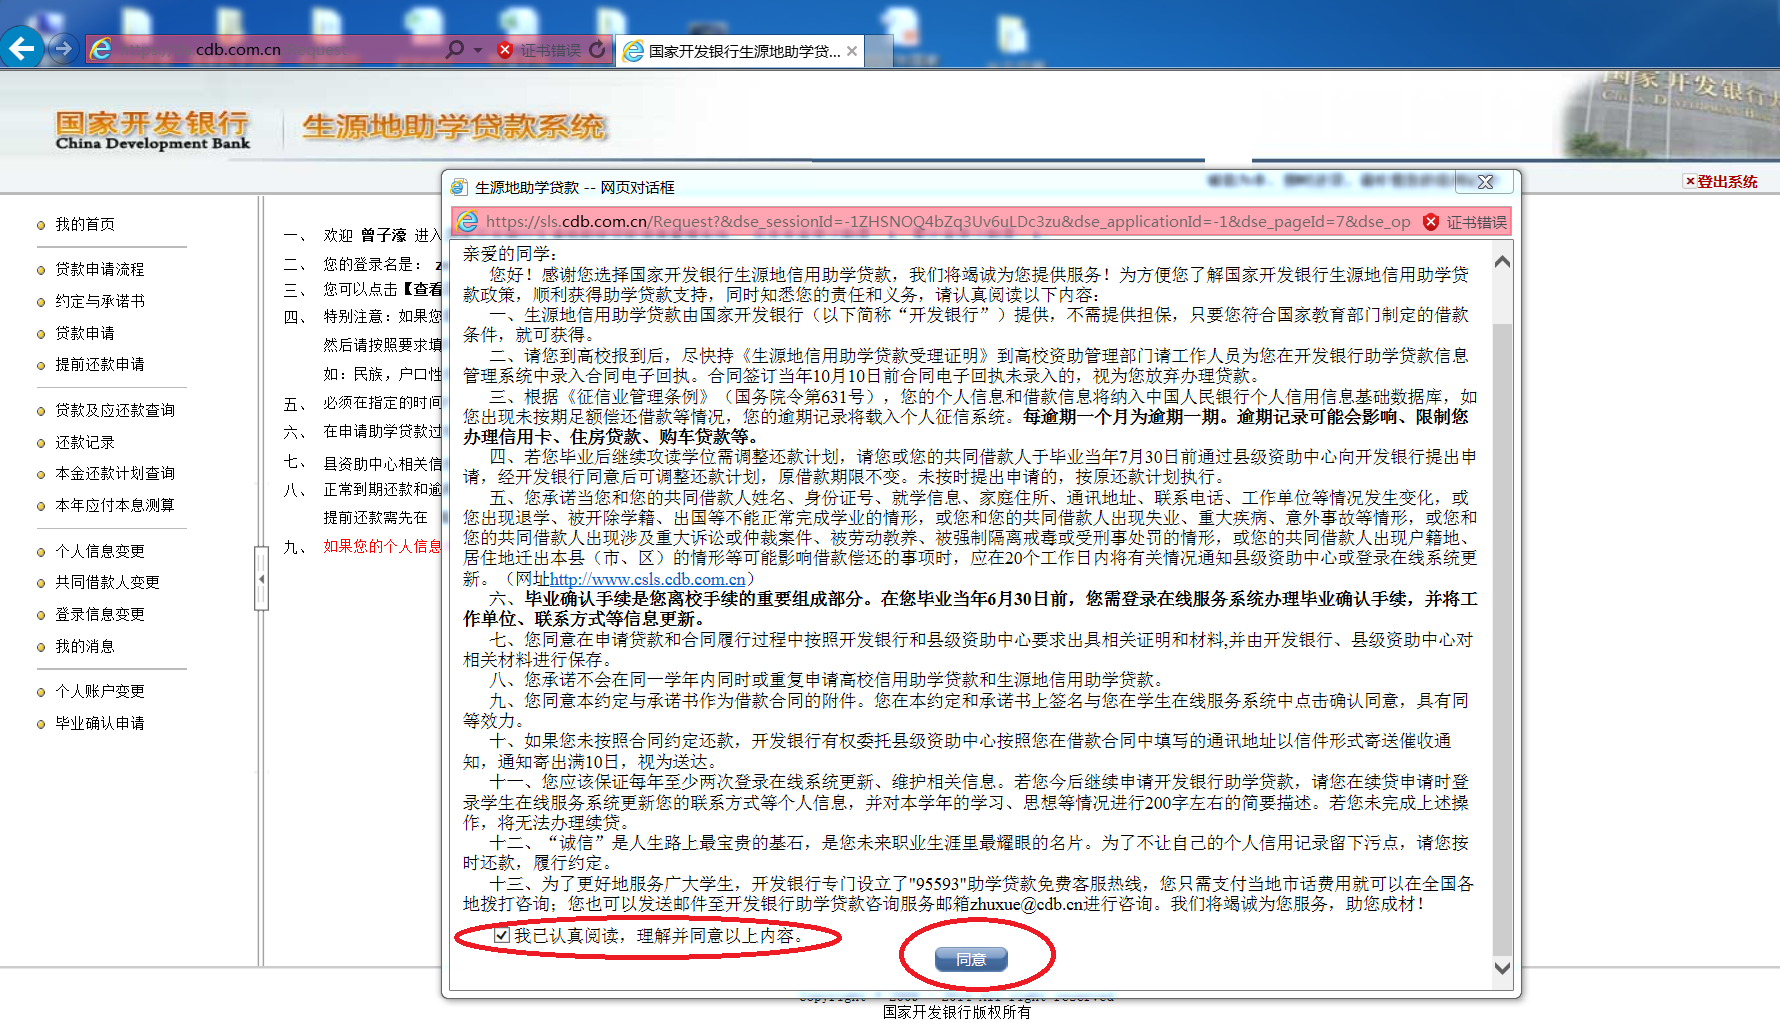 cdb.com.cn
证书错误
国家开发银行生源地助学贷...
国家开发银行
China Development Bank
生源地助学贷款系统
登出系统
我的首页
贷款申请流程
约定与承诺书
贷款申请
提前还款申请
贷款及应还款查询
还款记录
本金还款计划查询
本年应付本息测算
个人信息变更
共同借款人变更
登录信息变更
我的消息
个人账户变更
毕业确认申请
一、 欢迎 曾子濠 进入
二、 您的登录名是：
三、 您可以点击【查看
四、 特别注意：如果您
然后请按照要求填
如：民族，户口性
五、 必须在指定的时间
六、 在申请助学贷款过
七、 县资助中心相关信
八、 正常到期还款和逾
提前还款需先在
九、 如果您的个人信息
生源地助学贷款 -- 网页对话框
https://sls.cdb.com.cn/Request?&dse_sessionId=-1ZHSNOQ4bZq3Uv6uLDc3zu&dse_applicationId=-1&dse_pageId=7&dse_op
证书错误
亲爱的同学：
您好！感谢您选择国家开发银行生源地信用助学贷款，我们将竭诚为您提供服务！为方便您了解国家开发银行生源地信用助学贷
款政策，顺利获得助学贷款支持，同时知悉您的责任和义务，请认真阅读以下内容：
一、生源地信用助学贷款由国家开发银行（以下简称“开发银行”）提供，不需提供担保，只要您符合国家教育部门制定的借款
条件，就可获得。
二、请您到高校报到后，尽快持《生源地信用助学贷款受理证明》到高校资助管理部门请工作人员为您在开发银行助学贷款信息
管理系统中录入合同电子回执。合同签订当年10月10日前合同电子回执未录入的，视为您放弃办理贷款。
三、根据《征信业管理条例》（国务院令第631号），您的个人信息和借款信息将纳入中国人民银行个人信用信息基础数据库，如
您出现未按期足额偿还借款等情况，您的逾期记录将载入个人征信系统。每逾期一个月为逾期一期。逾期记录可能会影响、限制您
办理信用卡、住房贷款、购车贷款等。
四、若您毕业后继续攻读学位需调整还款计划，请您或您的共同借款人于毕业当年7月30日前通过县级资助中心向开发银行提出申
请，经开发银行同意后可调整还款计划，原借款期限不变。未按时提出申请的，按原还款计划执行。
五、您承诺当您和您的共同借款人姓名、身份证号、就学信息、家庭住所、通讯地址、联系电话、工作单位等情况发生变化，或
您出现退学、被开除学籍、出国等不能正常完成学业的情形，或您和您的共同借款人出现失业、重大疾病、意外事故等情形，或您和
您的共同借款人出现涉及重大诉讼或仲裁案件、被劳动教养、被强制隔离戒毒或受刑事处罚的情形，或您的共同借款人出现户籍地、
居住地迁出本县（市、区）的情形等可能影响借款偿还的事项时，应在20个工作日内将有关情况通知县级资助中心或登录在线系统更
新。（网址http://www.csls.cdb.com.cn）
六、毕业确认手续是您离校手续的重要组成部分。在您毕业当年6月30日前，您需登录在线服务系统办理毕业确认手续，并将工
作单位、联系方式等信息更新。
七、您同意在申请贷款和合同履行过程中按照开发银行和县级资助中心要求出具相关证明和材料,并由开发银行、县级资助中心对
相关材料进行保存。
八、您承诺不会在同一学年内同时或重复申请高校信用助学贷款和生源地信用助学贷款。
九、您同意本约定与承诺书作为借款合同的附件。您在本约定和承诺书上签名与您在学生在线服务系统中点击确认同意，具有同
等效力。
十、如果您未按照合同约定还款，开发银行有权委托县级资助中心按照您在借款合同中填写的通讯地址以信件形式寄送催收通
知，通知寄出满10日，视为送达。
十一、您应该保证每年至少两次登录在线系统更新、维护相关信息。若您今后继续申请开发银行助学贷款，请您在续贷申请时登
录学生在线服务系统更新您的联系方式等个人信息，并对本学年的学习、思想等情况进行200字左右的简要描述。若您未完成上述操
作，将无法办理续贷。
十二、“诚信”是人生路上最宝贵的基石，是您未来职业生涯里最耀眼的名片。为了不让自己的个人信用记录留下污点，请您按
时还款，履行约定。
十三、为了更好地服务广大学生，开发银行专门设立了"95593"助学贷款免费客服热线，您只需支付当地市话费用就可以在全国各
地拨打咨询；您也可以发送邮件至开发银行助学贷款咨询服务邮箱zhuxue@cdb.cn进行咨询。我们将竭诚为您服务，助您成材！
我已认真阅读，理解并同意以上内容。
同意
国家开发银行版权所有